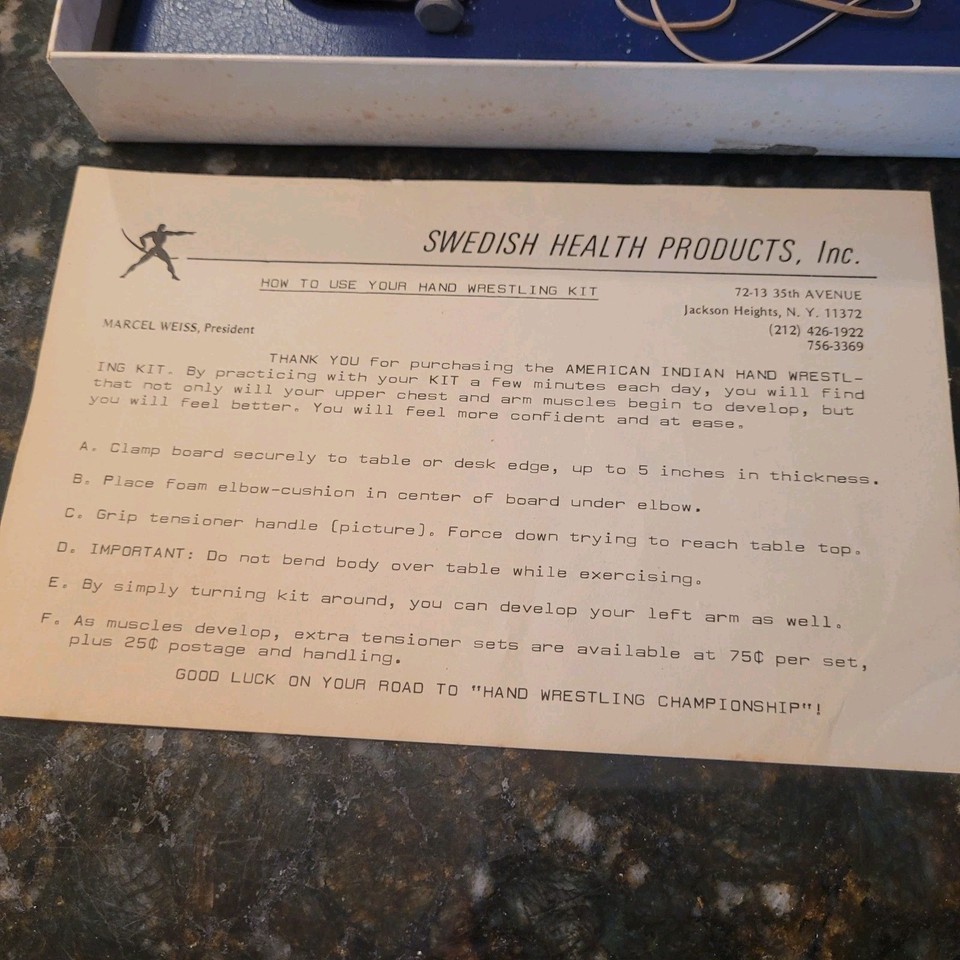 SWEDISH HEALTH PRODUCTS, Inc.
HOW TO USE YOUR HAND WRESTLING KIT
72-13 35th AVENUE
Jackson Heights, N. Y. 11372
(212) 426-1922
756-3369
MARCEL WEISS, President
THANK YOU for purchasing the AMERICAN INDIAN HAND WRESTL-
ING KIT. By practicing with your KIT a few minutes each day, you will find
that not only will your upper chest and arm muscles begin to develop, but
you will feel better. You will feel more confident and at ease.
A. Clamp board securely to table or desk edge, up to 5 inches in thickness.
B. Place foam elbow-cushion in center of board under elbow.
C. Grip tensioner handle (picture). Force down trying to reach table top.
D. IMPORTANT: Do not bend body over table while exercising.
E. By simply turning kit around, you can develop your left arm as well.
F. As muscles develop, extra tensioner sets are available at 75¢ per set,
plus 25¢ postage and handling.
GOOD LUCK ON YOUR ROAD TO "HAND WRESTLING CHAMPIONSHIP"!